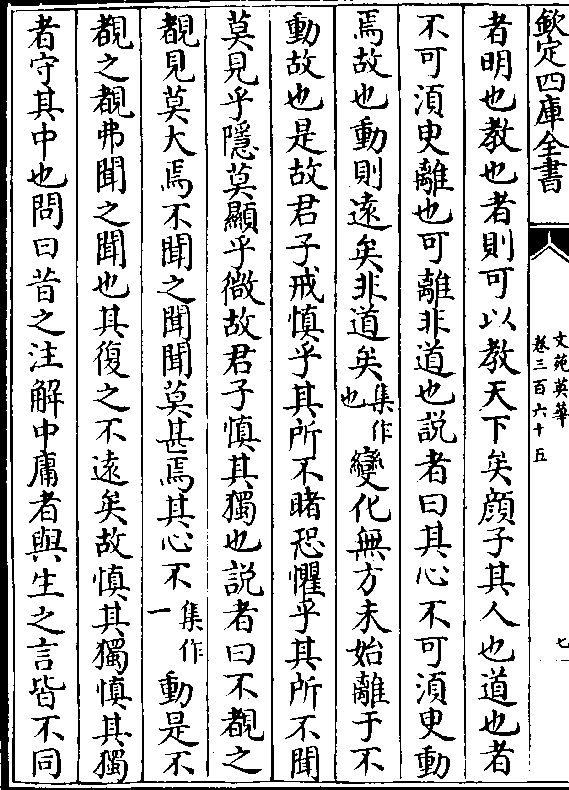 欽定四庫全書
文苑英華
卷三百六十五
七
者明也教也者則可以教天下矣顔子其人也道也者
不可須臾離也可離非道也説者曰其心不可須臾動
焉故也動則遠矣非道矣集作也變化無方未始離于不
動故也是故君子戒慎乎其所不睹恐懼乎其所不聞
莫見乎隱莫顯乎微故君子慎其獨也説者曰不覩之
覩見莫大焉不聞之聞聞莫甚焉其心不集作一動是不
覩之覩弗聞之聞也其復之不遠矣故慎其獨慎其獨
者守其中也問曰昔之注解中庸者與生之言皆不同